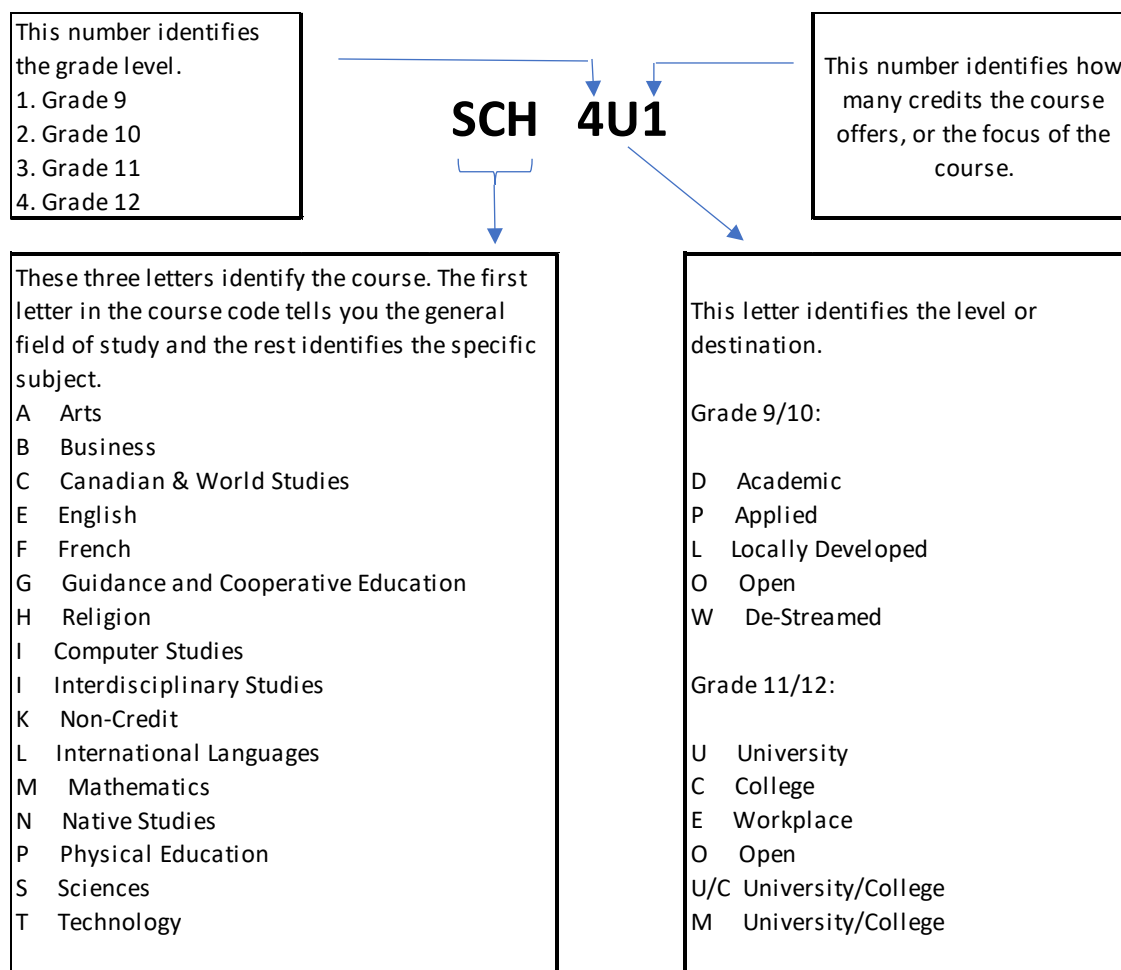 This number identifies
the grade level.
1. Grade 9
2. Grade 10
3. Grade 11
4. Grade 12
SCH 4U1
This number identifies how
many credits the course
offers, or the focus of the
course.
These three letters identify the course. The first
letter in the course code tells you the general
field of study and the rest identifies the specific
subject.
A Arts
B Business
C Canadian & World Studies
E English
F French
G Guidance and Cooperative Education
H Religion
I Computer Studies
I Interdisciplinary Studies
K Non-Credit
L International Languages
M Mathematics
N Native Studies
P Physical Education
S Sciences
T Technology
This letter identifies the level or
destination.
Grade 9/10:
D Academic
P Applied
L Locally Developed
O Open
W De-Streamed
Grade 11/12:
U University
C College
E Workplace
O Open
U/C University/College
M University/College